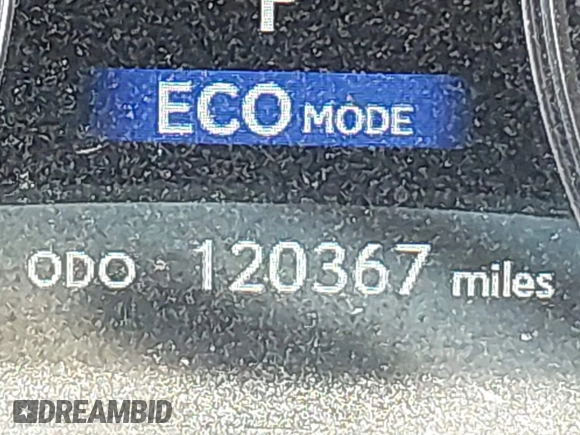 P
ECO MODE
ODO 120367 miles
DREAMBID